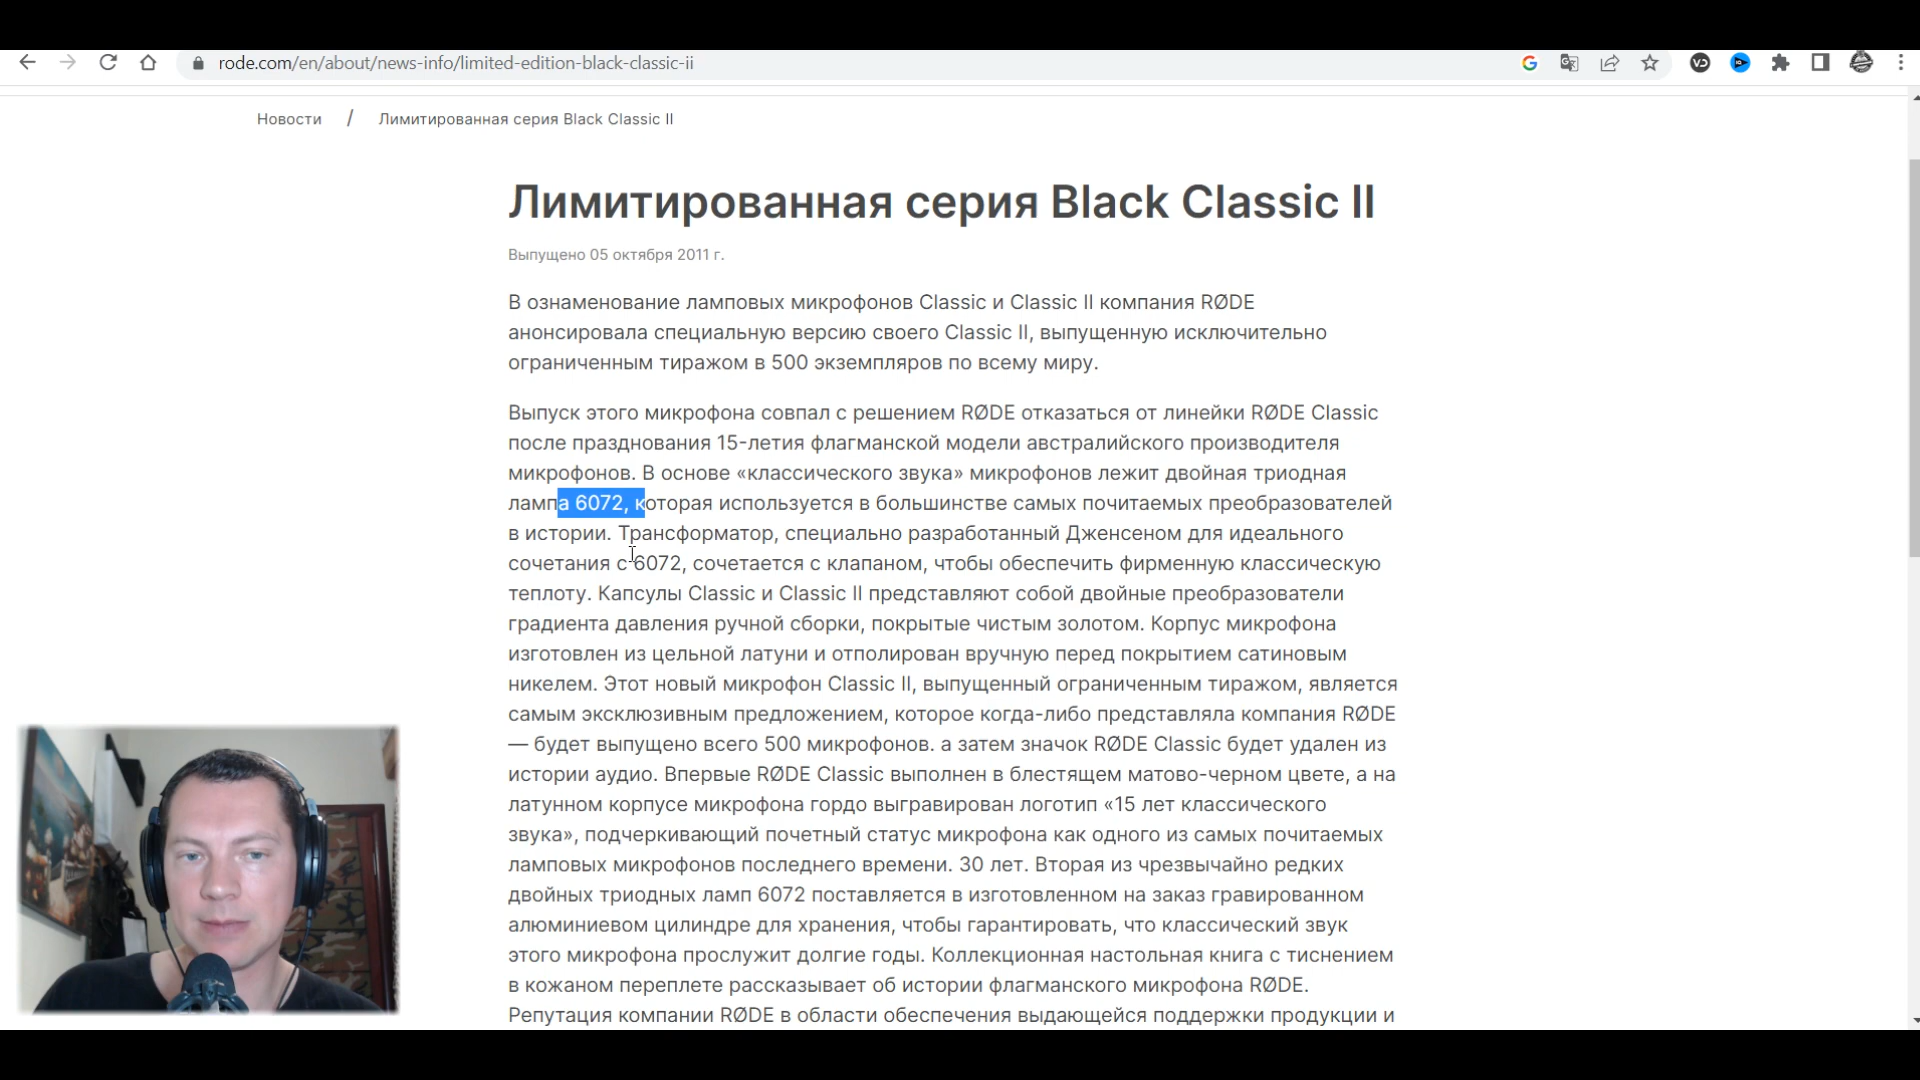 rode.com/en/about/news-info/limited-edition-black-classic-ii
Новости / Лимитированная серия Black Classic II
Лимитированная серия Black Classic II
Выпущено 05 октября 2011 г.
В ознаменование ламповых микрофонов Classic и Classic II компания RØDE
анонсировала специальную версию своего Classic II, выпущенную исключительно
ограниченным тиражом в 500 экземпляров по всему миру.
Выпуск этого микрофона совпал с решением RØDE отказаться от линейки RØDE Classic
после празднования 15-летия флагманской модели австралийского производителя
микрофонов. В основе «классического звука» микрофонов лежит двойная триодная
лампа 6072, которая используется в большинстве самых почитаемых преобразователей
в истории. Трансформатор, специально разработанный Дженсеном для идеального
сочетания с 6072, сочетается с клапаном, чтобы обеспечить фирменную классическую
теплоту. Капсулы Classic и Classic II представляют собой двойные преобразователи
градиента давления ручной сборки, покрытые чистым золотом. Корпус микрофона
изготовлен из цельной латуни и отполирован вручную перед покрытием сатиновым
никелем. Этот новый микрофон Classic II, выпущенный ограниченным тиражом, является
самым эксклюзивным предложением, которое когда-либо представляла компания RØDE
— будет выпущено всего 500 микрофонов. а затем значок RØDE Classic будет удален из
истории аудио. Впервые RØDE Classic выполнен в блестящем матово-черном цвете, а на
латунном корпусе микрофона гордо выгравирован логотип «15 лет классического
звука», подчеркивающий почетный статус микрофона как одного из самых почитаемых
ламповых микрофонов последнего времени. 30 лет. Вторая из чрезвычайно редких
двойных триодных ламп 6072 поставляется в изготовленном на заказ гравированном
алюминиевом цилиндре для хранения, чтобы гарантировать, что классический звук
этого микрофона прослужит долгие годы. Коллекционная настольная книга с тиснением
в кожаном переплете рассказывает об истории флагманского микрофона RØDE.
Репутация компании RØDE в области обеспечения выдающейся поддержки продукции и